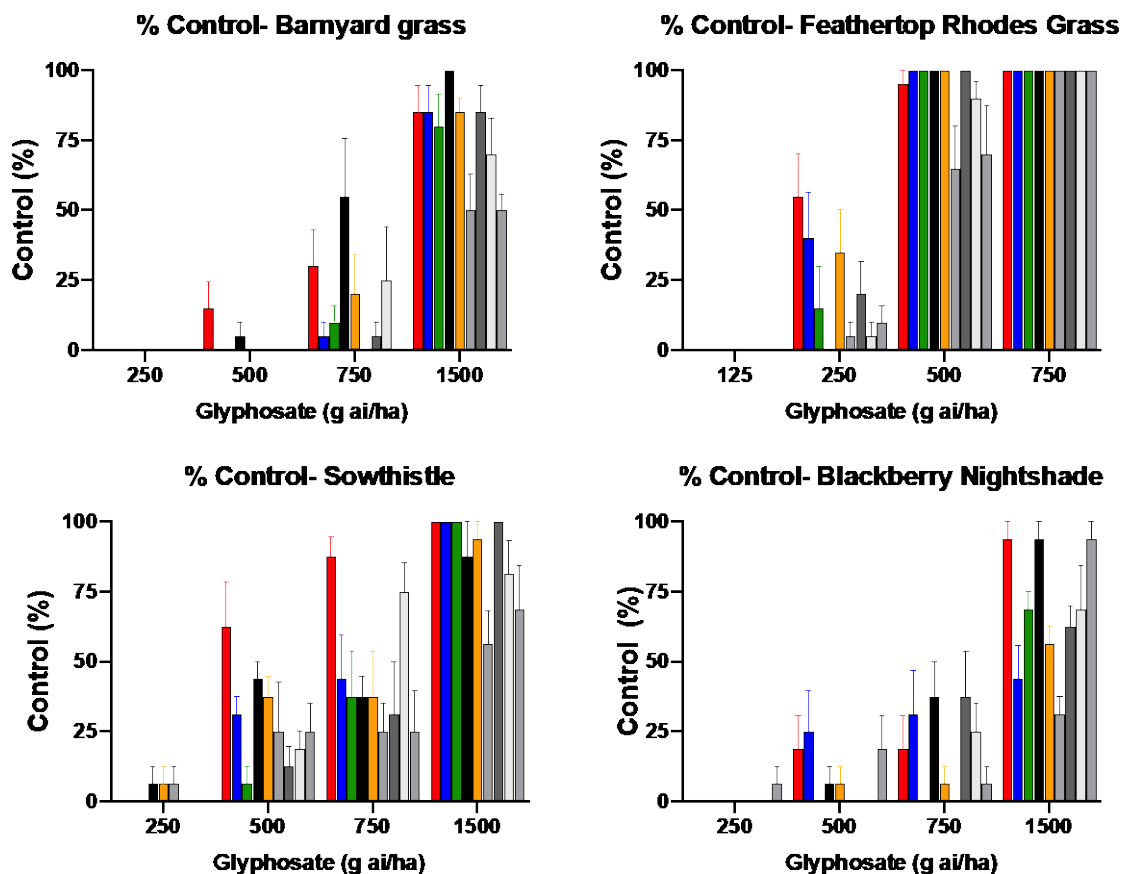 % Control- Barnyard grass
100
75
50
25
0
Control (%)
250 500 750 1500
Glyphosate (g ai/ha)
% Control- Feathertop Rhodes Grass
100
75
50
25
0
Control (%)
125 250 500 750
Glyphosate (g ai/ha)
% Control- Sowthistle
100
75
50
25
0
Control (%)
250 500 750 1500
Glyphosate (g ai/ha)
% Control- Blackberry Nightshade
100
75
50
25
0
Control (%)
250 500 750 1500
Glyphosate (g ai/ha)